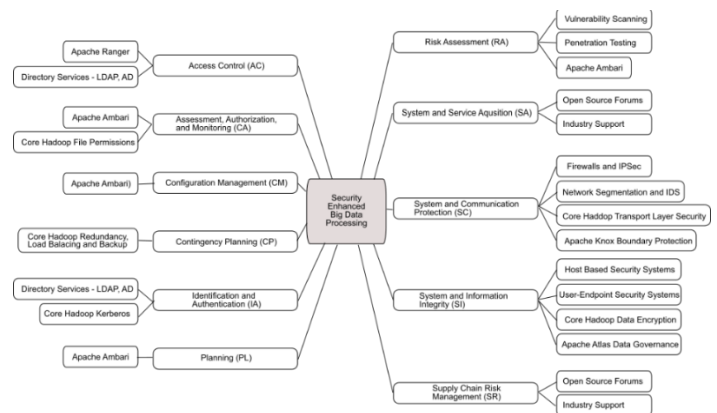 Apache Ranger
Directory Services - LDAP, AD
Access Control (AC)
Apache Ambari
Core Hadoop File Permissions
Assessment, Authorization,
and Monitoring (CA)
Apache Ambari)
Configuration Management (CM)
Core Hadoop Redundancy,
Load Balacing and Backup
Contingency Planning (CP)
Directory Services - LDAP, AD
Core Hadoop Kerberos
Identification and
Authentication (IA)
Apache Ambari
Planning (PL)
Security
Enhanced
Big Data
Processing
Risk Assessment (RA)
Vulnerability Scanning
Penetration Testing
Apache Ambari
System and Service Aqusition (SA)
Open Source Forums
Industry Support
System and Communication
Protection (SC)
Firewalls and IPSec
Network Segmentation and IDS
Core Haddop Transport Layer Security
Apache Knox Boundary Protection
System and Information
Integrity (SI)
Host Based Security Systems
User-Endpoint Security Systems
Core Hadoop Data Encryption
Apache Atlas Data Governance
Supply Chain Risk
Management (SR)
Open Source Forums
Industry Support